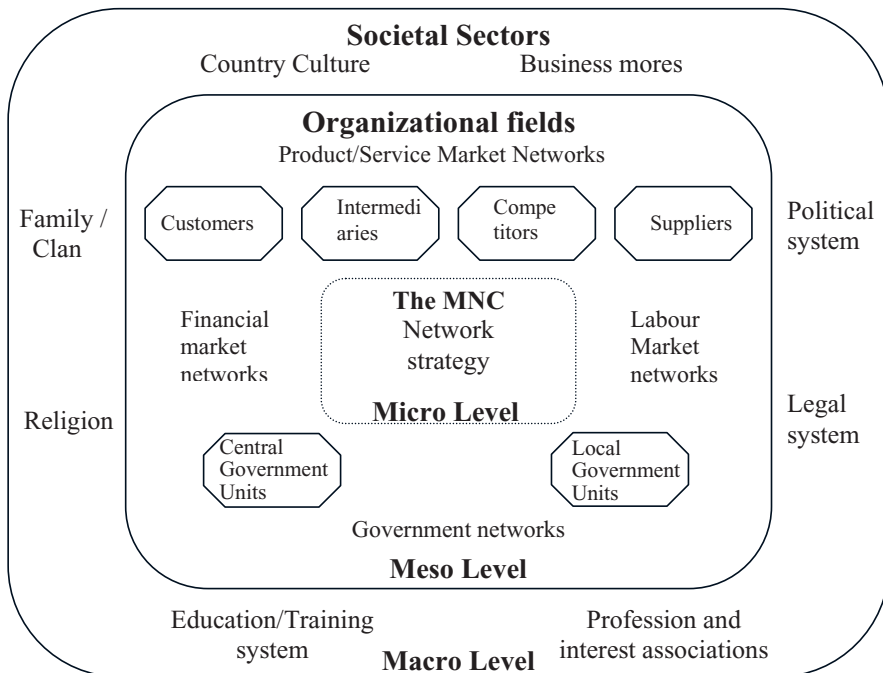 Societal Sectors
Country Culture
Business mores
Organizational fields
Product/Service Market Networks
Family /
Clan
Customers
Intermedi
aries
Compe
titors
Suppliers
Political
system
Financial
market
networks
The MNC
Network
strategy
Micro Level
Labour
Market
networks
Religion
Legal
system
Central
Government
Units
Local
Government
Units
Government networks
Meso Level
Education/Training
system
Profession and
interest associations
Macro Level